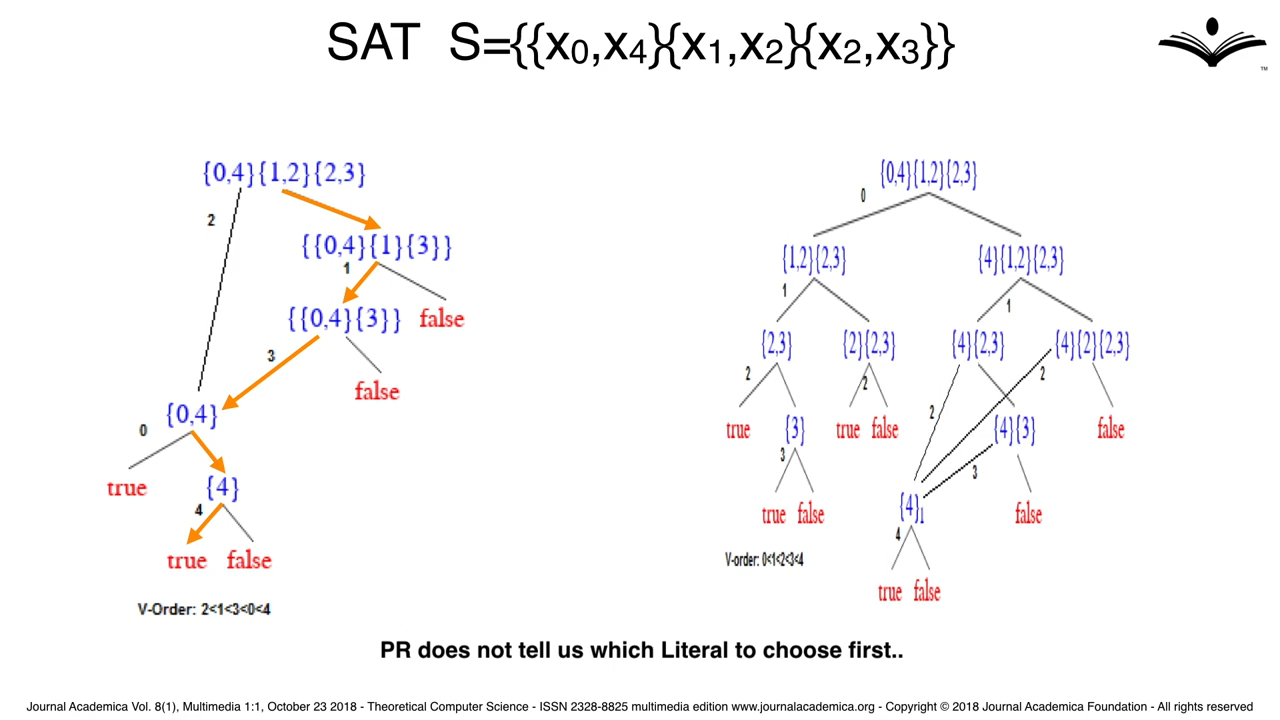 SAT S={{x₀,x₄}{x₁,x₂}{x₂,x₃}}
TM
{0,4}{1,2}{2,3}
2
{{0,4}{1}{3}}
1
{{0,4}{3}}
false
3
false
{0,4}
0
true
{4}
4
true false
V-Order: 2<1<3<0<4
{0,4}{1,2}{2,3}
0
{1,2}{2,3}
{4}{1,2}{2,3}
1
1
{2,3}
{2}{2,3}
{4}{2,3}
{4}{2}{2,3}
2
2
2
2
true
{3}
true false
{4}{3}
false
3
3
true false
{4}₁
false
4
V-order: 0<1<2<3<4
true false
PR does not tell us which Literal to choose first..
Journal Academica Vol. 8(1), Multimedia 1:1, October 23 2018 - Theoretical Computer Science - ISSN 2328-8825 multimedia edition www.journalacademica.org - Copyright © 2018 Journal Academica Foundation - All rights reserved